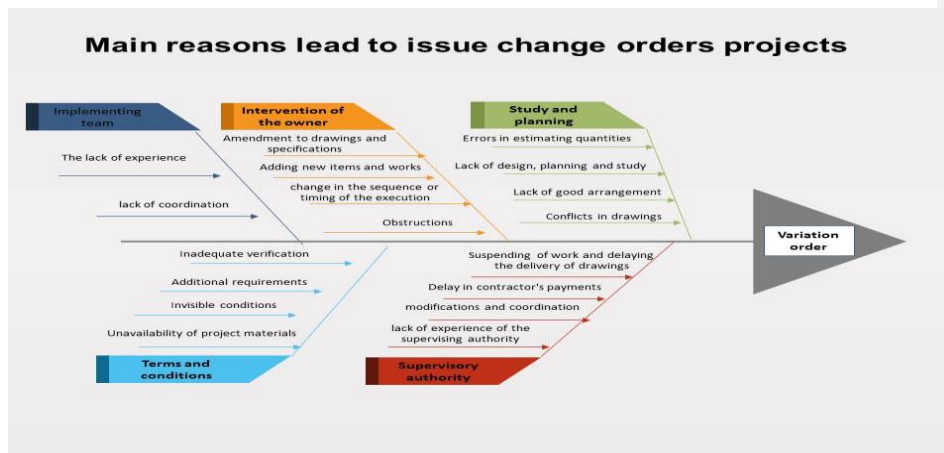 Main reasons lead to issue change orders projects
Implementing
team
The lack of experience
lack of coordination
Intervention of
the owner
Amendment to drawings and
specifications
Adding new items and works
change in the sequence or
timing of the execution
Obstructions
Study and
planning
Errors in estimating quantities
Lack of design, planning and study
Lack of good arrangement
Conflicts in drawings
Variation
order
Inadequate verification
Additional requirements
Invisible conditions
Unavailability of project materials
Terms and
conditions
Suspending of work and delaying
the delivery of drawings
Delay in contractor's payments
modifications and coordination
lack of experience of the
supervising authority
Supervisory
authority